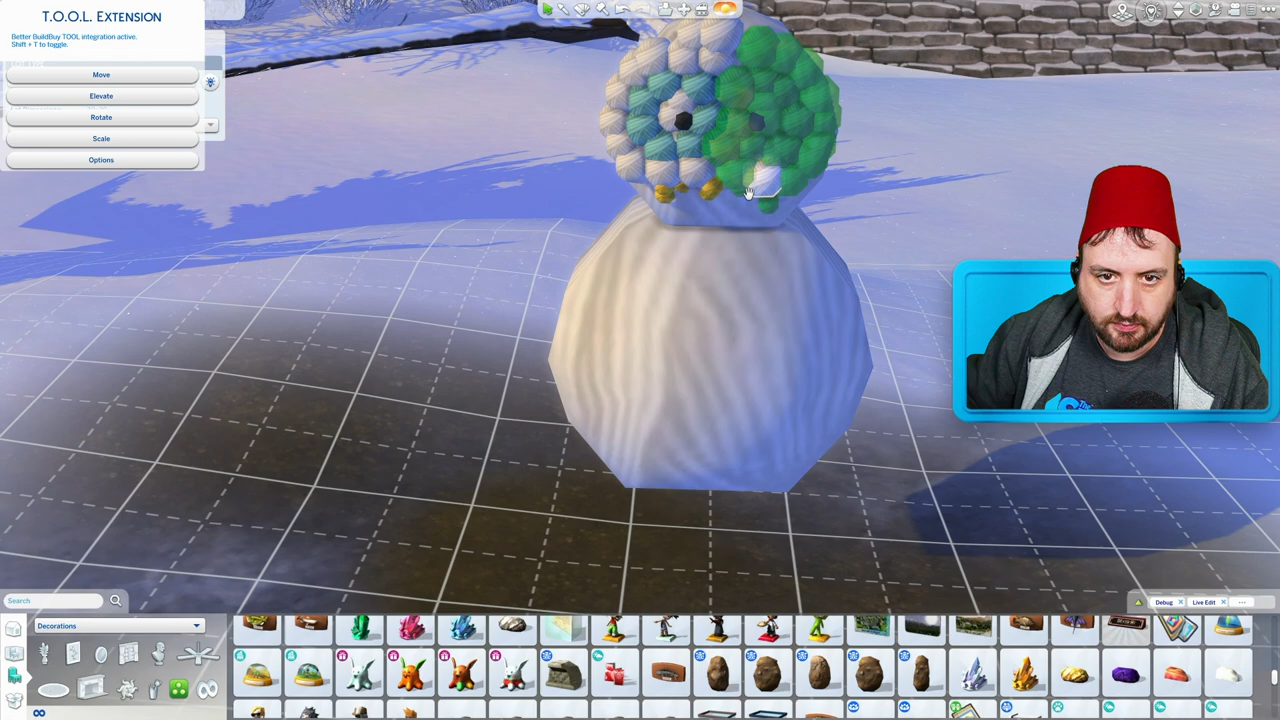 T.O.O.L. EXTENSION
Better BuildBuy TOOL integration active.
Shift + T to toggle.
Move
Elevate
Rotate
Scale
Options
Search
Debug
Live Edit
Decorations
The